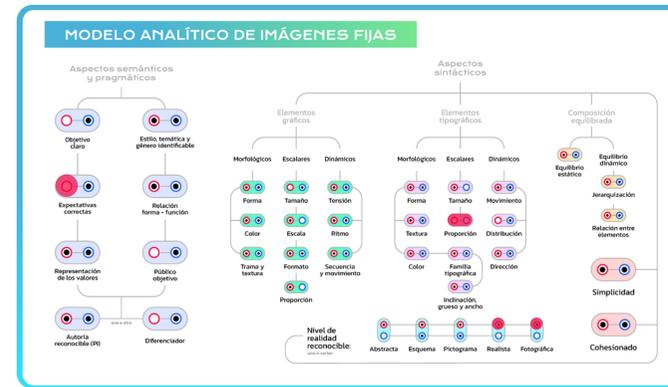 MODELO ANALÍTICO DE IMÁGENES FIJAS
Aspectos semánticos
y pragmáticos
Objetivo
claro
Estilo, temática y
género identificable
Expectativas
correctas
Relación
forma – función
Representación
de los valores
Público
objetivo
Autoría
reconocible (PI)
una u otra
Diferenciador
Aspectos
sintácticos
Elementos
gráficos
Morfológicos
Escalares
Dinámicos
Forma
Tamaño
Tensión
Color
Escala
Ritmo
Trama y
textura
Formato
Secuencia
y movimiento
Proporción
Elementos
tipográficos
Morfológicos
Escalares
Dinámicos
Forma
Tamaño
Movimiento
Textura
Proporción
Distribución
Color
Familia
tipográfica
Dirección
Inclinación,
grueso y ancho
Composición
equilibrada
Equilibrio
estático
Equilibrio
dinámico
Jerarquización
Relación entre
elementos
Simplicidad
Cohesionado
Nivel de
realidad
reconocible:
una o varias
Abstracta
Esquema
Pictograma
Realista
Fotográfica